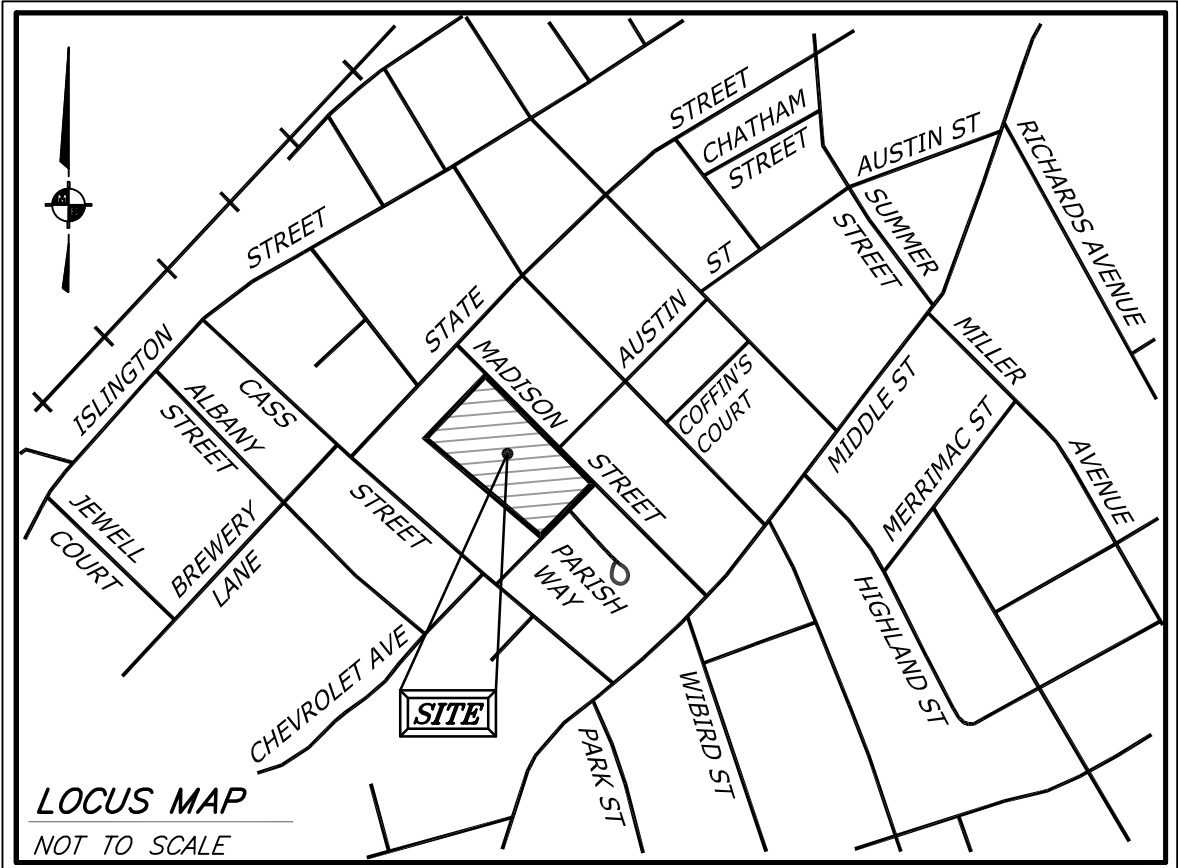 STREET
CHATHAM
STREET
AUSTIN ST
RICHARDS AVENUE
SUMMER
STREET
STREET
ST
STATE
AUSTIN
ISLINGTON
MADISON
MILLER
CASS
ALBANY
STREET
COFFIN'S
COURT
MIDDLE ST
MERRIMAC ST
AVENUE
STREET
STREET
JEWELL
COURT
BREWERY
LANE
PARISH
WAY
HIGHLAND ST
CHEVROLET AVE
WIBIRD ST
SITE
PARK ST
LOCUS MAP
NOT TO SCALE